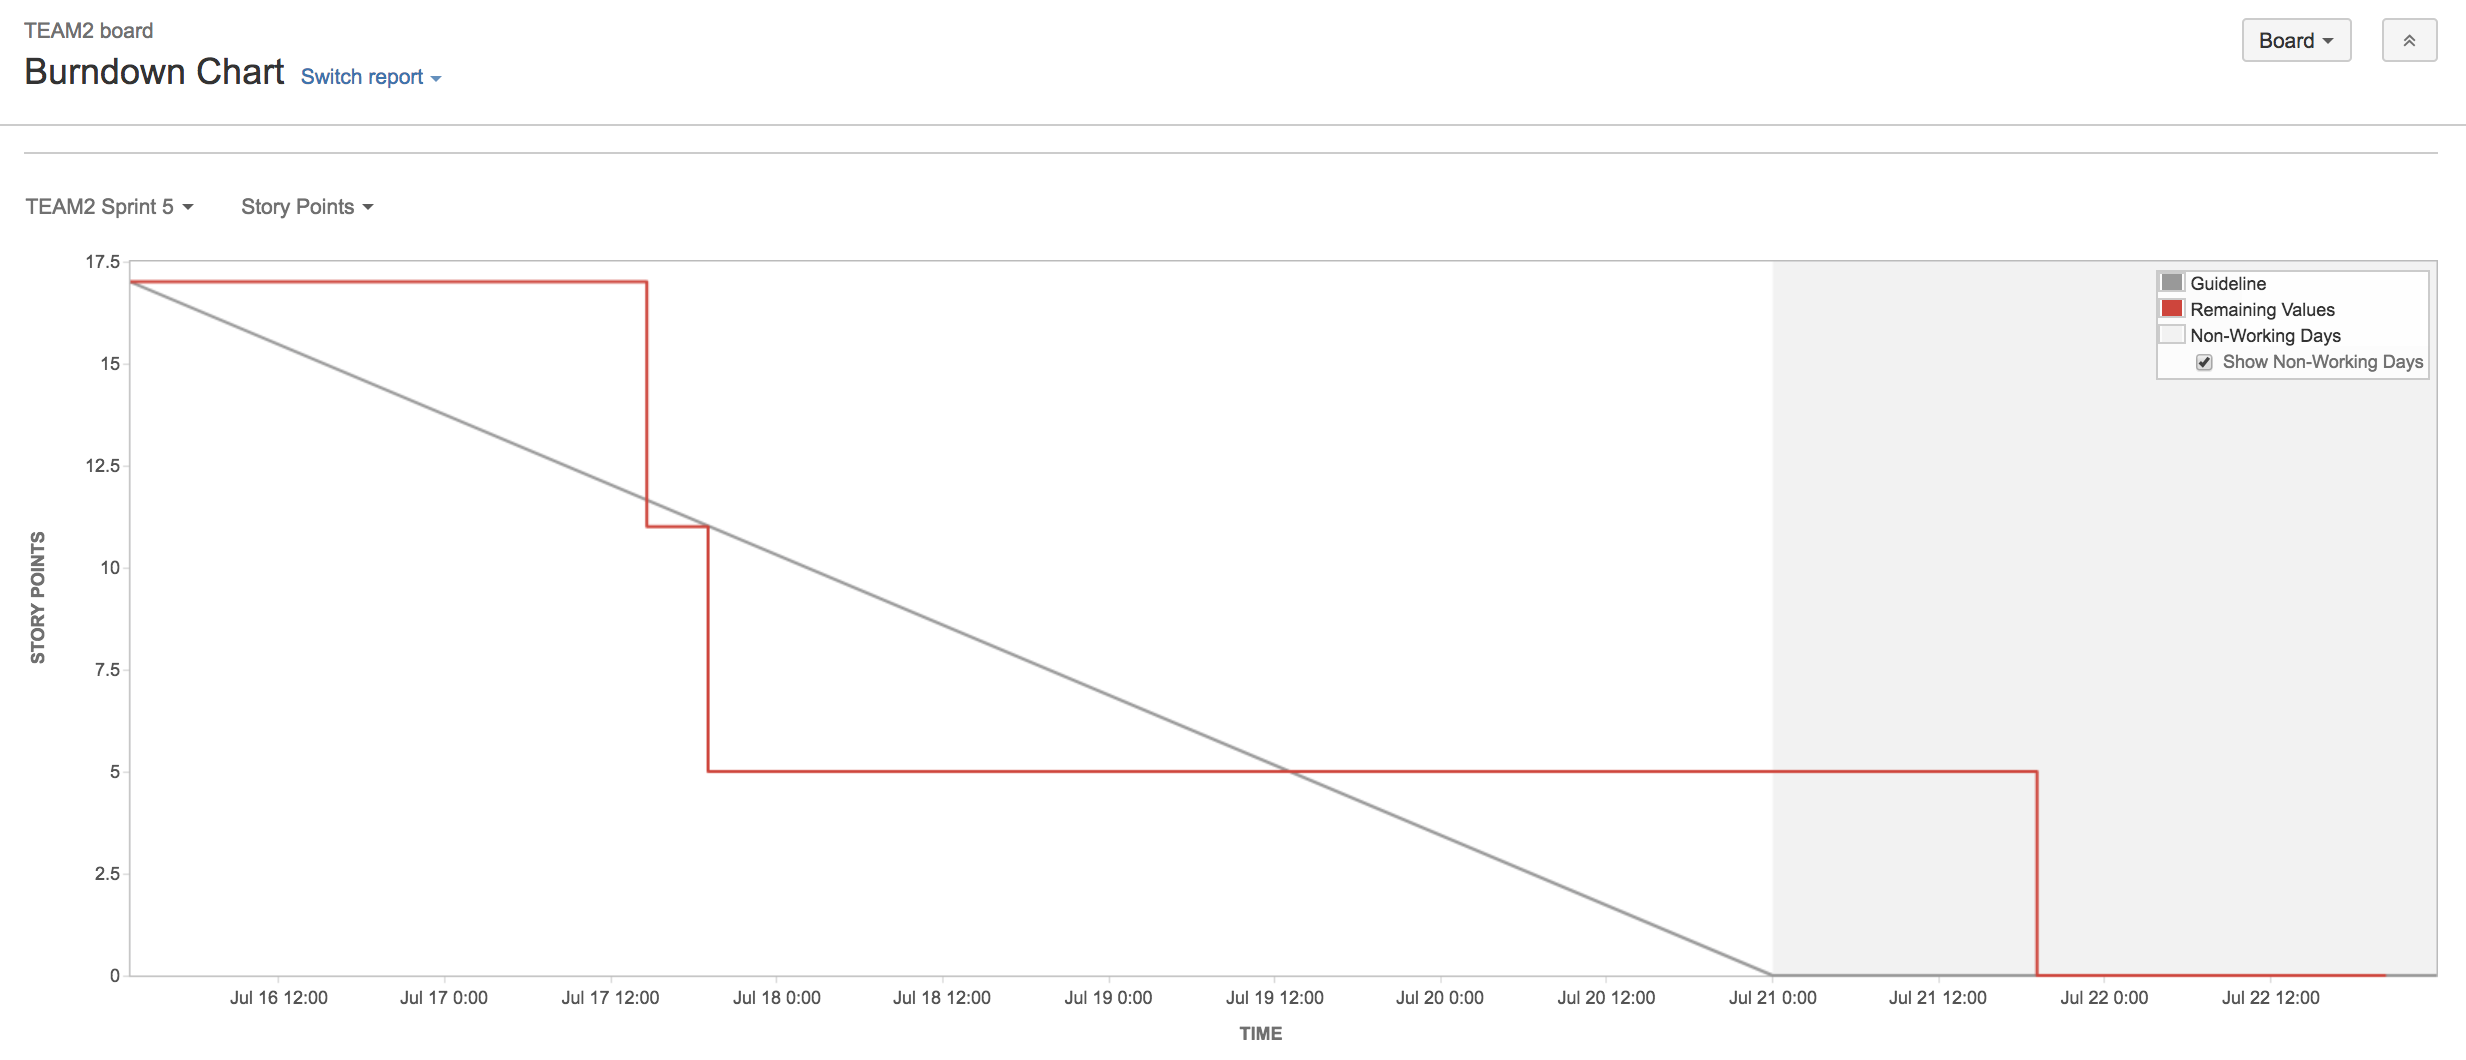 TEAM2 board
Burndown Chart Switch report
Board
TEAM2 Sprint 5 Story Points
17.5
15
12.5
10
7.5
5
2.5
0
STORY POINTS
Guideline
Remaining Values
Non-Working Days
Show Non-Working Days
Jul 16 12:00 Jul 17 0:00 Jul 17 12:00 Jul 18 0:00 Jul 18 12:00 Jul 19 0:00 Jul 19 12:00 Jul 20 0:00 Jul 20 12:00 Jul 21 0:00 Jul 21 12:00 Jul 22 0:00 Jul 22 12:00
TIME